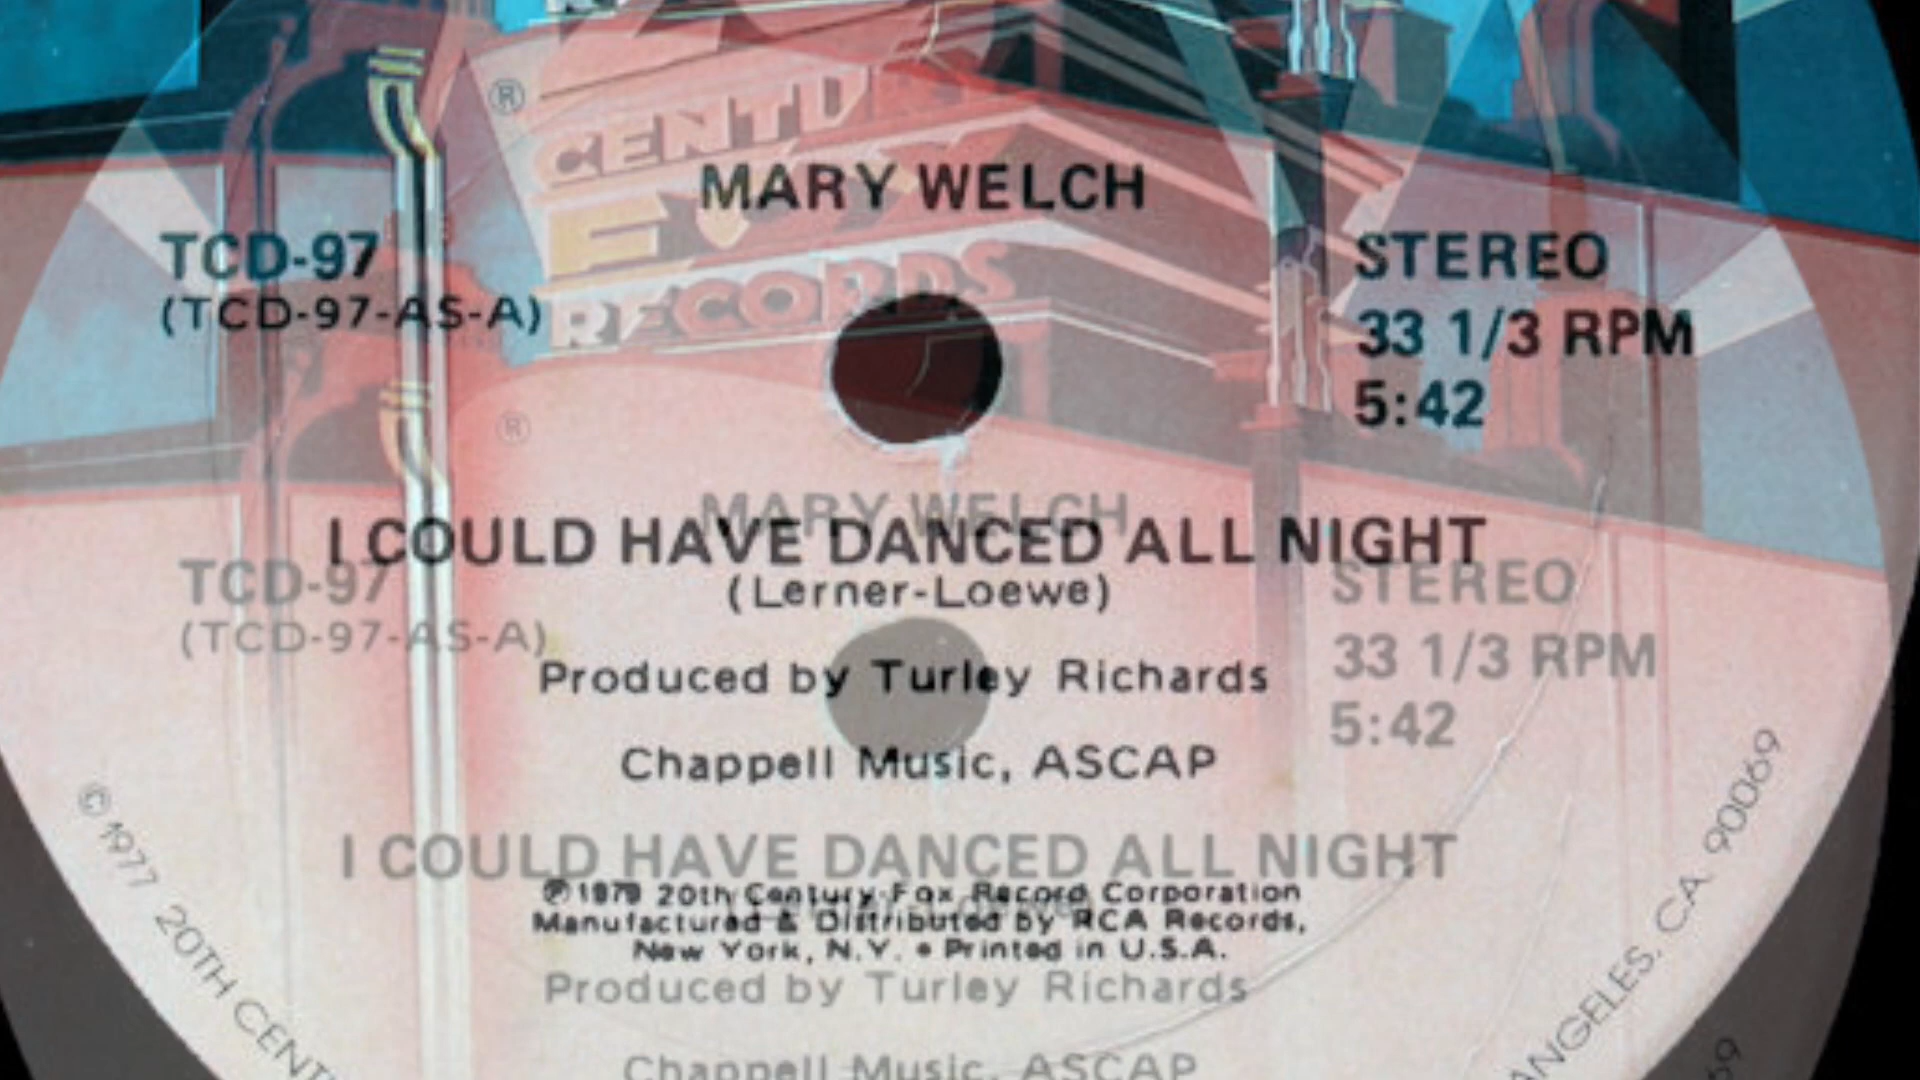 ®
CENTURY
RECORDS
MARY WELCH
TCD-97
(TCD-97-AS-A)
STEREO
33 1/3 RPM
5:42
®
MARY WELCH
I COULD HAVE DANCED ALL NIGHT
(Lerner-Loewe)
TCD-97
(TCD-97-AS-A)
STEREO
33 1/3 RPM
5:42
Produced by Turley Richards
Chappell Music, ASCAP
I COULD HAVE DANCED ALL NIGHT
℗ 1979 20th Century-Fox Record Corporation
Manufactured & Distributed by RCA Records,
New York, N.Y. • Printed in U.S.A.
Produced by Turley Richards
Chappell Music, ASCAP
© 1977 20TH CENT
ANGELES, CA. 90069
69